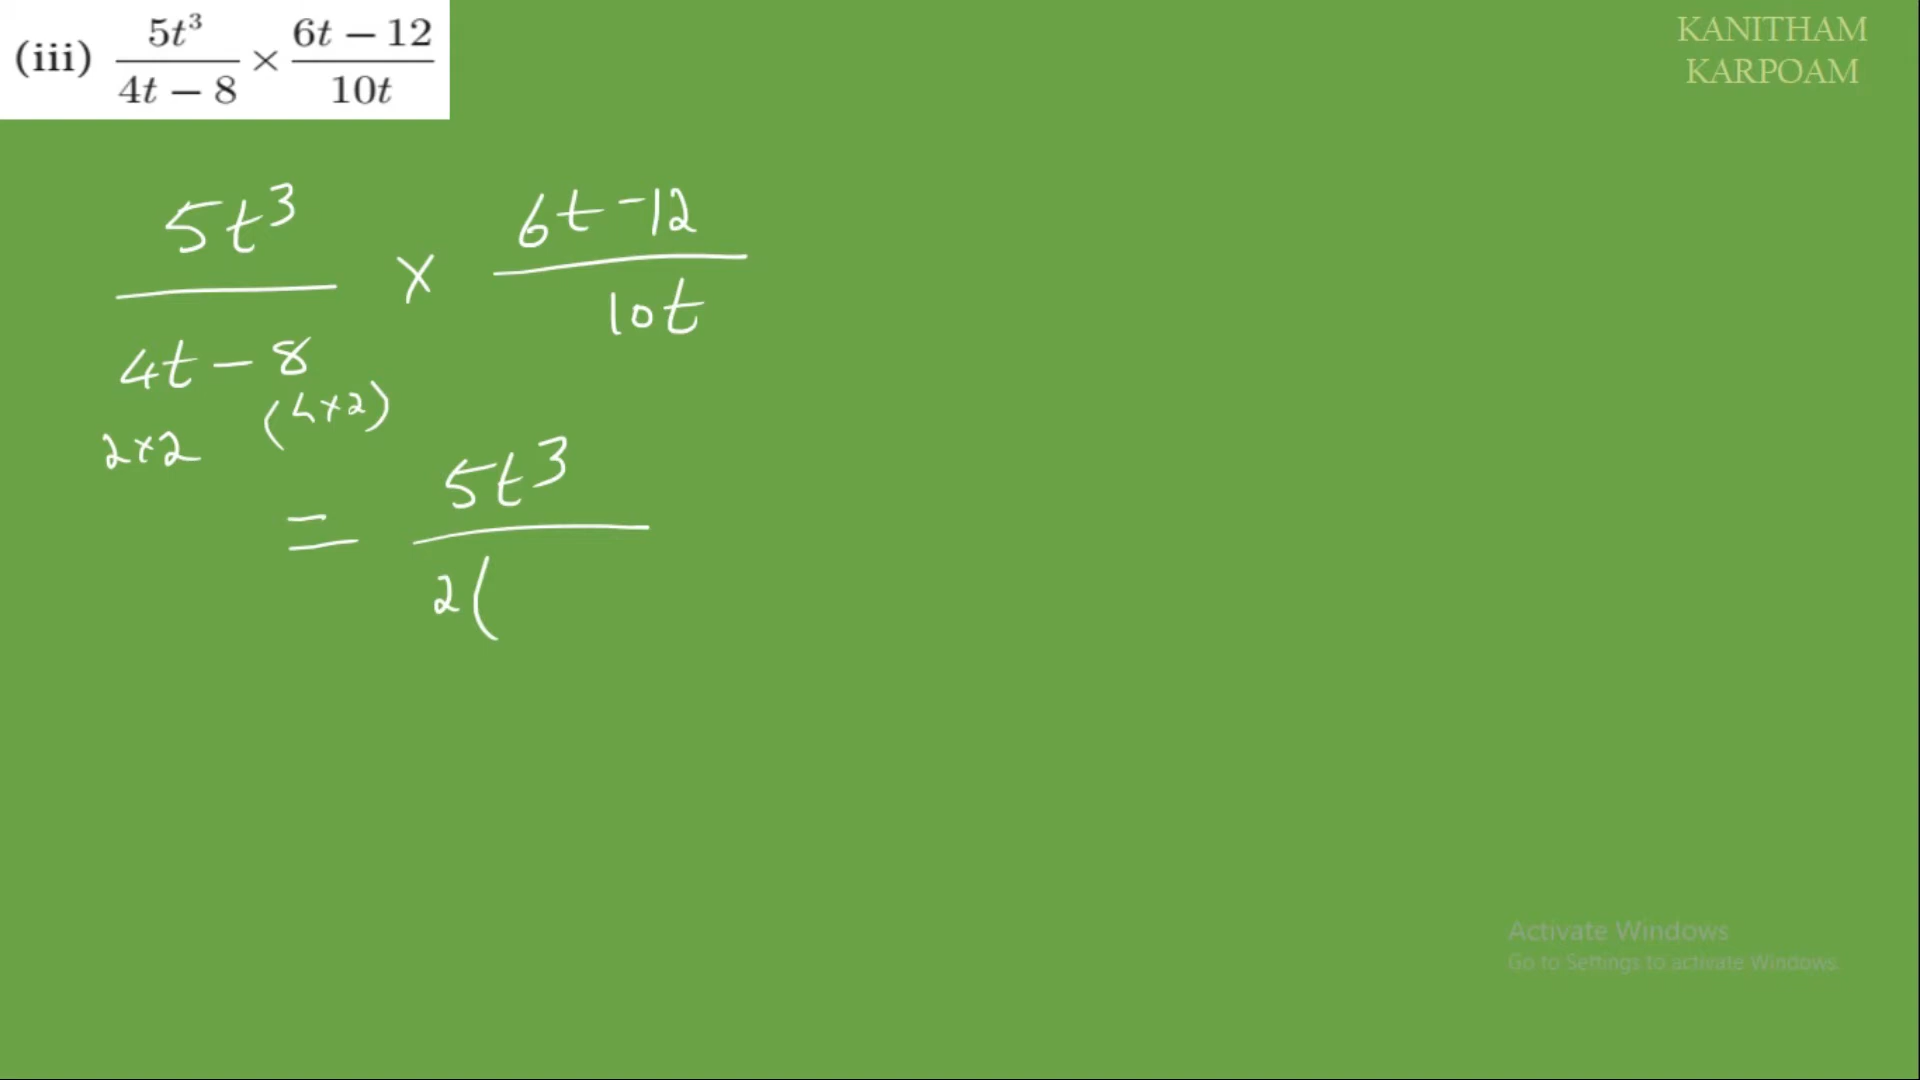 (iii) 5t³/4t − 8 × 6t − 12/10t
KANITHAM
KARPOAM
5t³/4t − 8 × 6t − 12/10t
(4×2)
2×2
= 5t³/2(
Activate Windows
Go to Settings to activate Windows.